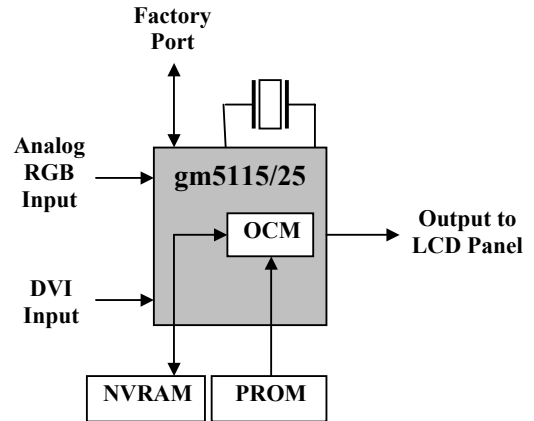 Factory
Port
Analog
RGB
Input
gm5115/25
OCM
Output to
LCD Panel
DVI
Input
NVRAM
PROM